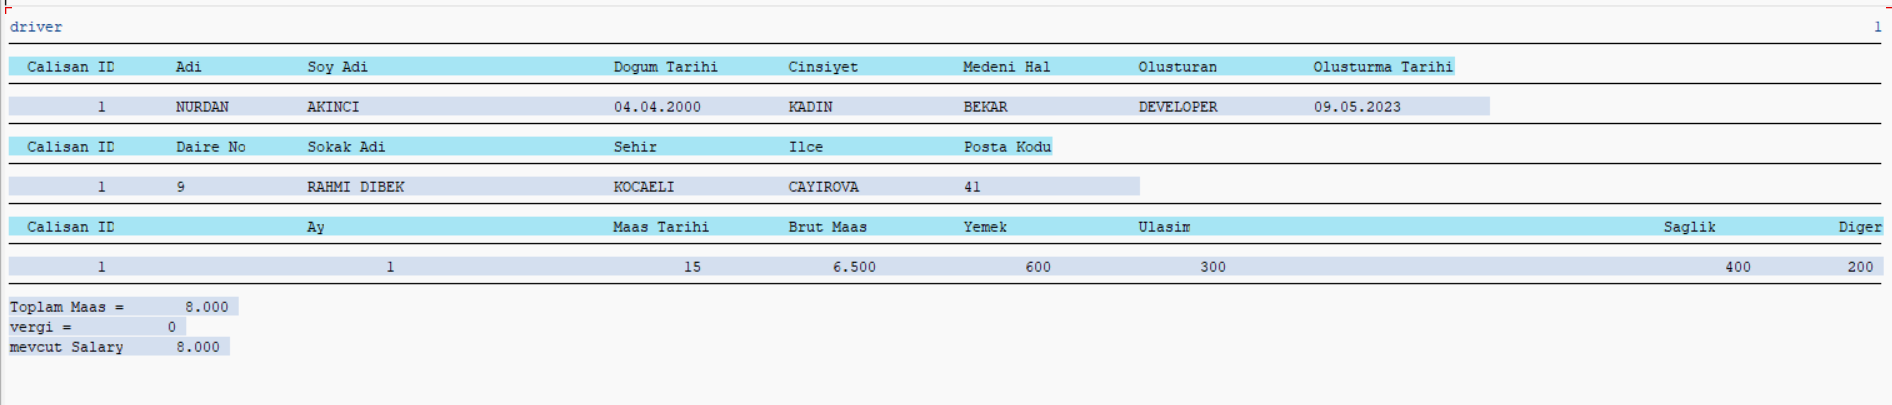 driver 1
Calisan ID Adi Soy Adi Dogum Tarihi Cinsiyet Medeni Hal Olusturan Olusturma Tarihi
1 NURDAN AKINCI 04.04.2000 KADIN BEKAR DEVELOPER 09.05.2023
Calisan ID Daire No Sokak Adi Sehir Ilce Posta Kodu
1 9 RAHMI DIBEK KOCAELI CAYIROVA 41
Calisan ID Ay Maas Tarihi Brut Maas Yemek Ulasim Saglik Diger
1 1 15 6.500 600 300 400 200
Toplam Maas = 8.000
vergi = 0
mevcut Salary 8.000